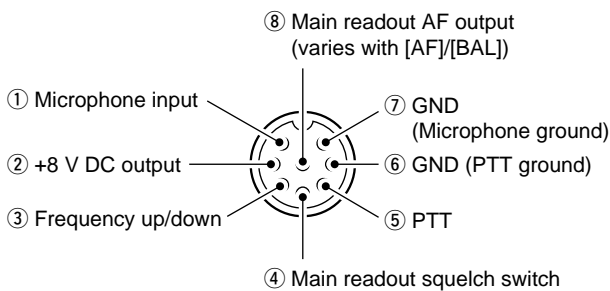 ⑧ Main readout AF output
(varies with [AF]/[BAL])
① Microphone input
⑦ GND
(Microphone ground)
② +8 V DC output
⑥ GND (PTT ground)
③ Frequency up/down
⑤ PTT
④ Main readout squelch switch